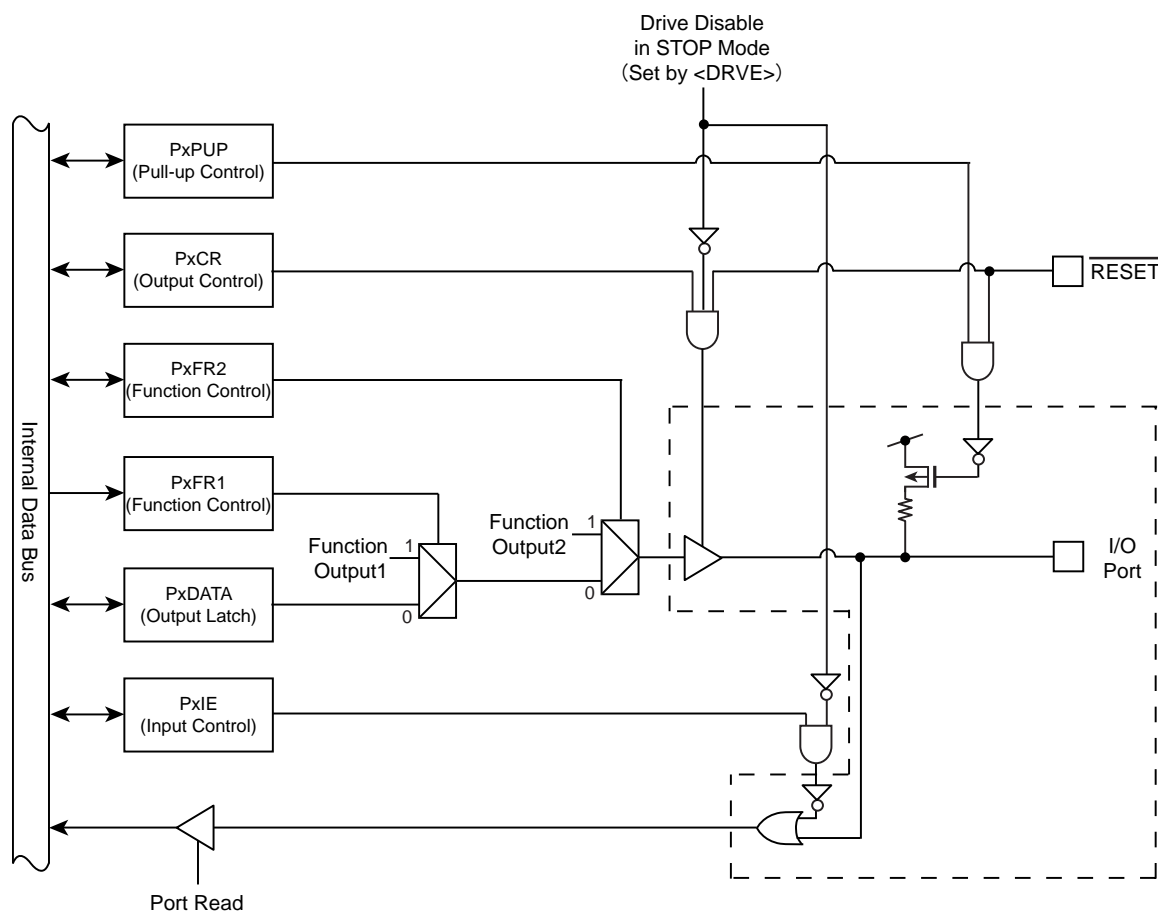 Drive Disable
in STOP Mode
（Set by <DRVE>）
PxPUP
(Pull-up Control)
PxCR
(Output Control)
RESET
PxFR2
(Function Control)
Internal Data Bus
PxFR1
(Function Control)
Function
Output1
1
0
Function
Output2
1
0
I/O
Port
PxDATA
(Output Latch)
PxIE
(Input Control)
Port Read